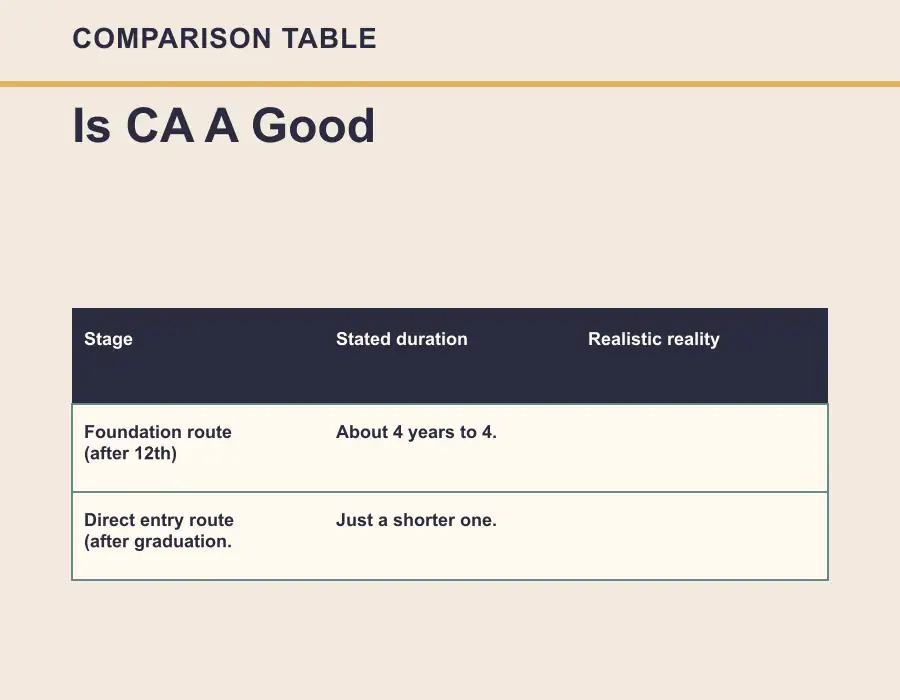 COMPARISON TABLE
Is CA A Good
Stage
Stated duration
Realistic reality
Foundation route
(after 12th)
About 4 years to 4.
Direct entry route
(after graduation.
Just a shorter one.